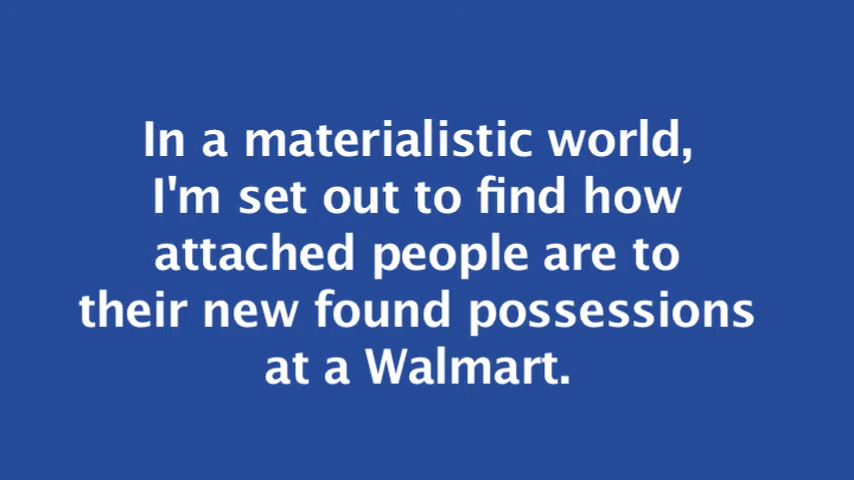 In a materialistic world,
I'm set out to find how
attached people are to
their new found possessions
at a Walmart.